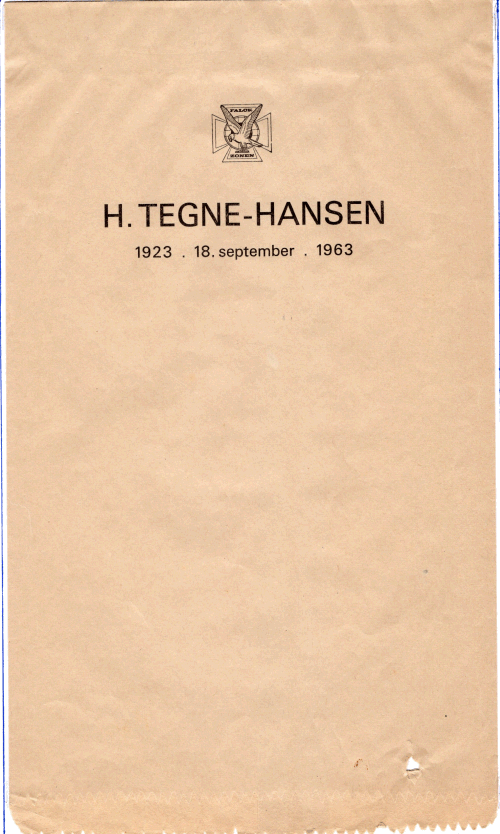 FALCK
ZONEN
H. TEGNE-HANSEN
1923 . 18. september . 1963